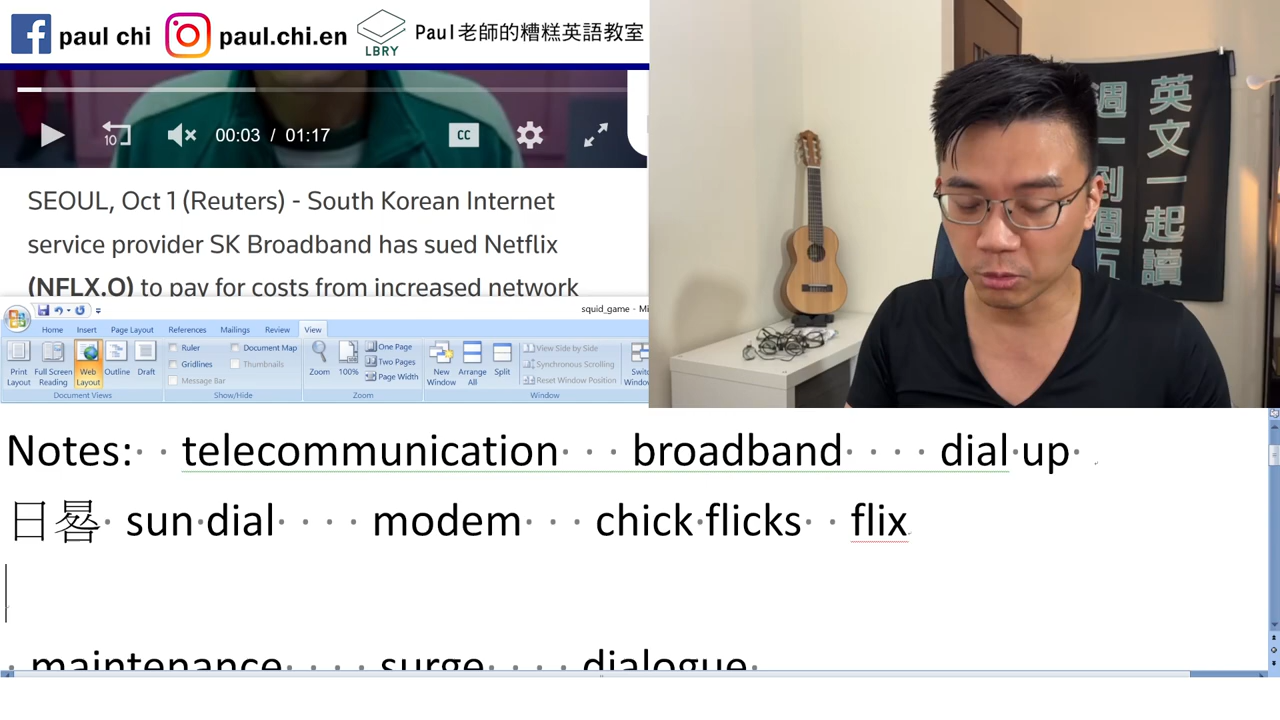 paul chi paul.chi.en LBRY Paul老師的糟糕英語教室
10 00:03 / 01:17 CC
SEOUL, Oct 1 (Reuters) - South Korean Internet
service provider SK Broadband has sued Netflix
(NFLX.O) to pay for costs from increased network
squid_game - Mi
Home Insert Page Layout References Mailings Review View
Print Layout Full Screen Reading Web Layout Outline Draft
Document Views
Ruler Document Map
Gridlines Thumbnails
Message Bar
Show/Hide
Zoom 100% One Page Two Pages Page Width
Zoom
New Window Arrange All Split
View Side by Side
Synchronous Scrolling
Reset Window Position
Window
Notes: telecommunication broadband dial up
日晷 sun dial modem chick flicks flix
maintenance surge dialogue
英文一起讀
週一到週五